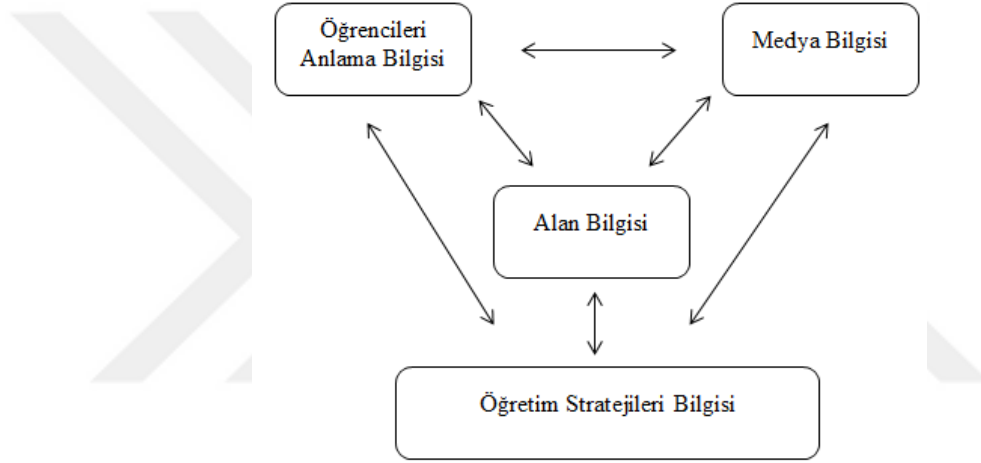 Öğrencileri
Anlama Bilgisi
Medya Bilgisi
Alan Bilgisi
Öğretim Stratejileri Bilgisi